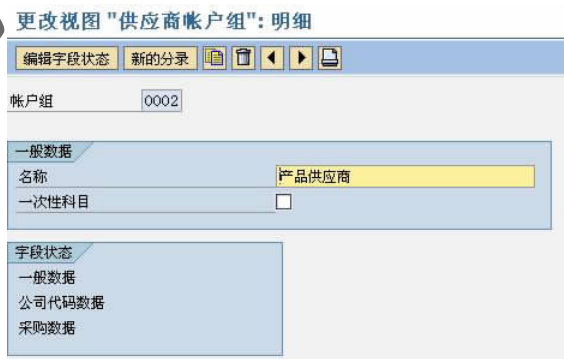 更改视图 "供应商帐户组": 明细
编辑字段状态 新的分录
帐户组 0002
一般数据
名称 产品供应商
一次性科目
字段状态
一般数据
公司代码数据
采购数据